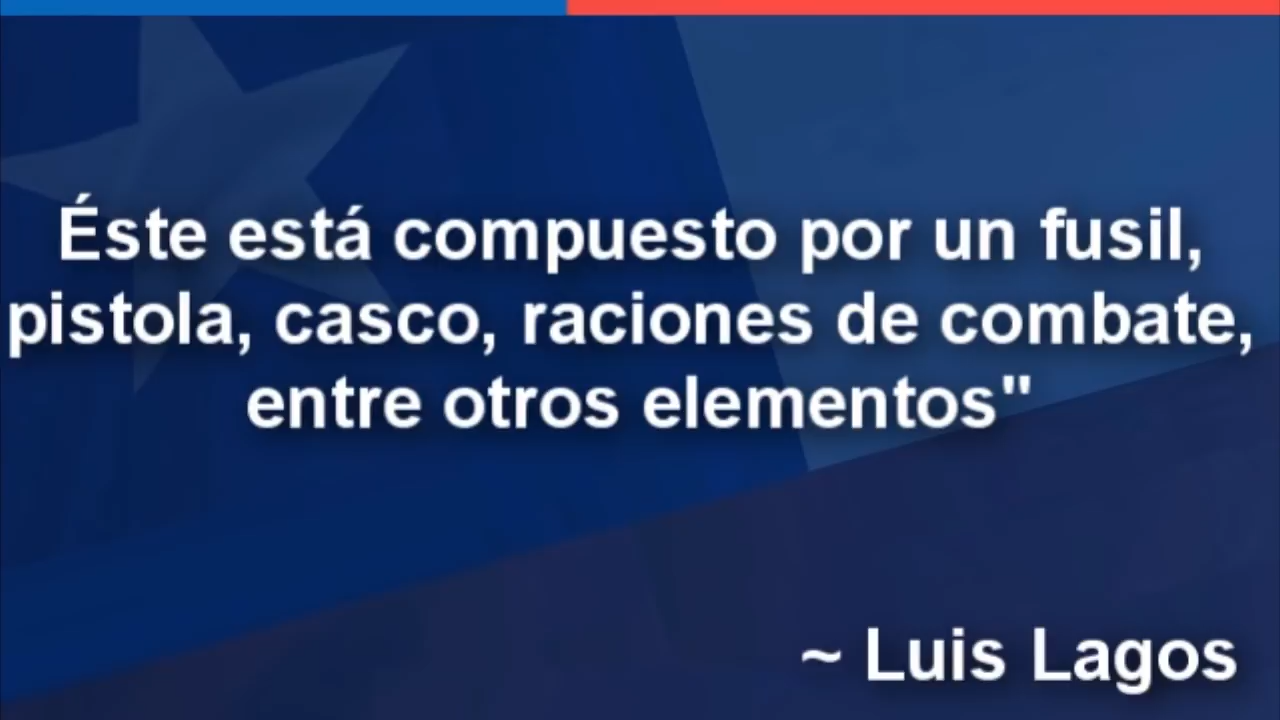 Éste está compuesto por un fusil,
pistola, casco, raciones de combate,
entre otros elementos"
~ Luis Lagos